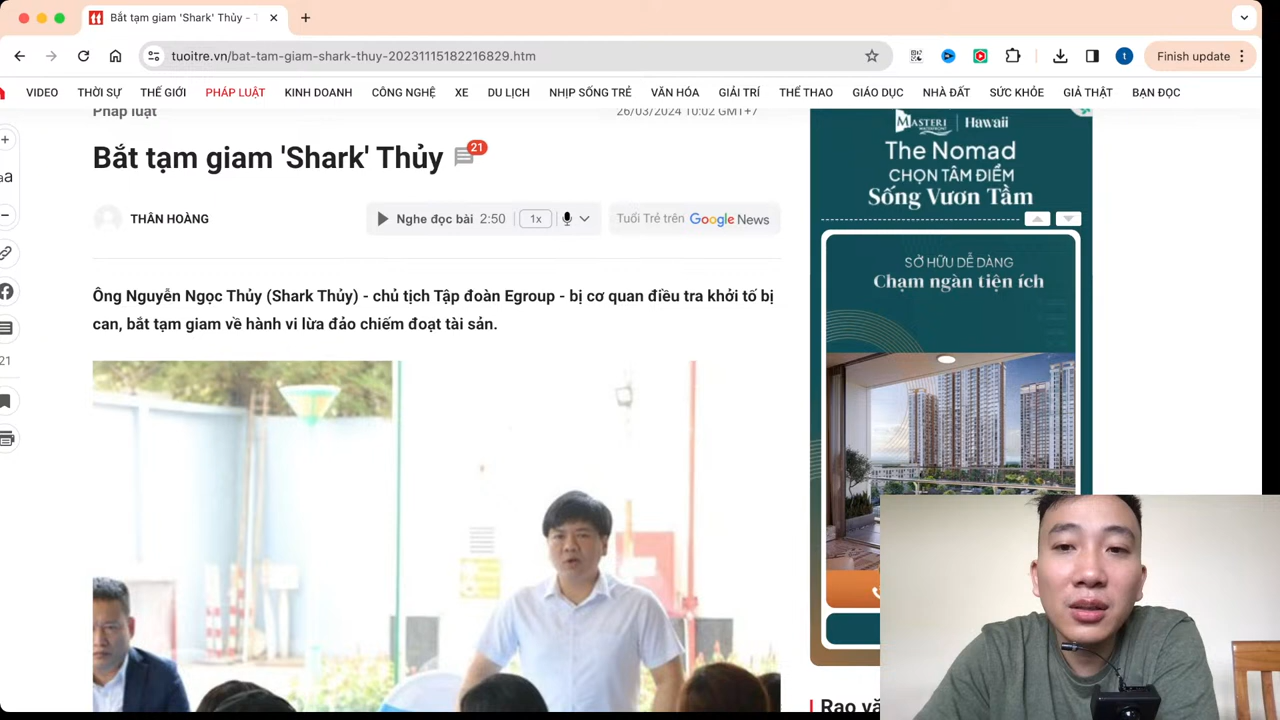 Bắt tạm giam 'Shark' Thủy - T
tuoitre.vn/bat-tam-giam-shark-thuy-20231115182216829.htm
t
Finish update
VIDEO THỜI SỰ THẾ GIỚI PHÁP LUẬT KINH DOANH CÔNG NGHỆ XE DU LỊCH NHỊP SỐNG TRẺ VĂN HÓA GIẢI TRÍ THỂ THAO GIÁO DỤC NHÀ ĐẤT SỨC KHỎE GIẢ THẬT BẠN ĐỌC
Pháp luật
26/03/2024 10:02 GMT+7
Bắt tạm giam 'Shark' Thủy
21
THÂN HOÀNG
Nghe đọc bài 2:50 1x
Tuổi Trẻ trên Google News
Ông Nguyễn Ngọc Thủy (Shark Thủy) - chủ tịch Tập đoàn Egroup - bị cơ quan điều tra khởi tố bị
can, bắt tạm giam về hành vi lừa đảo chiếm đoạt tài sản.
aa
21
MASTERI Hawaii
The Nomad
CHỌN TÂM ĐIỂM
Sống Vươn Tầm
SỞ HỮU DỄ DÀNG
Chạm ngàn tiện ích
Rao vặ